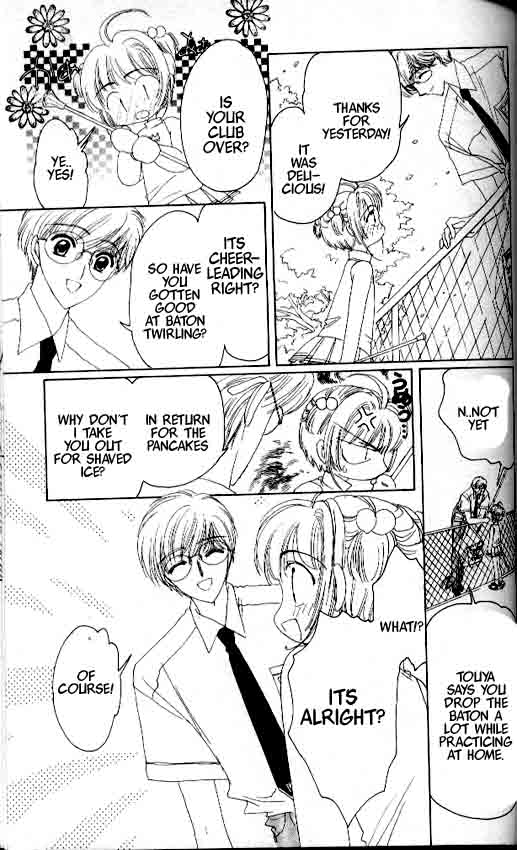 THANKS
FOR
YESTERDAY!
IT
WAS
DELI-
CIOUS!
IS
YOUR
CLUB
OVER?
YE..
YES!
ITS
CHEER-
LEADING
RIGHT?
SO HAVE
YOU
GOTTEN
GOOD
AT BATON
TWIRLING?
N..NOT
YET
TOUYA
SAYS YOU
DROP THE
BATON A
LOT WHILE
PRACTICING
AT HOME.
IN RETURN
FOR THE
PANCAKES
WHY DON'T
I TAKE
YOU OUT
FOR SHAVED
ICE?
WHAT!?
ITS
ALRIGHT?
OF
COURSE!